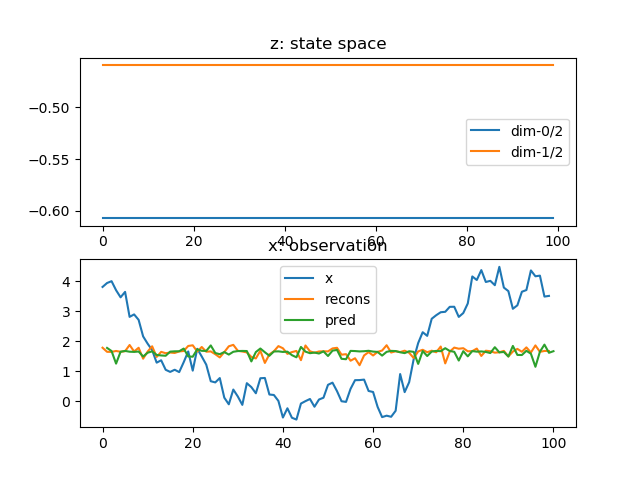 z: state space
−0.50
−0.55
−0.60
dim-0/2
dim-1/2
0 20 40 60 80 100
x: observation
4
3
2
1
0
x
recons
pred
0 20 40 60 80 100